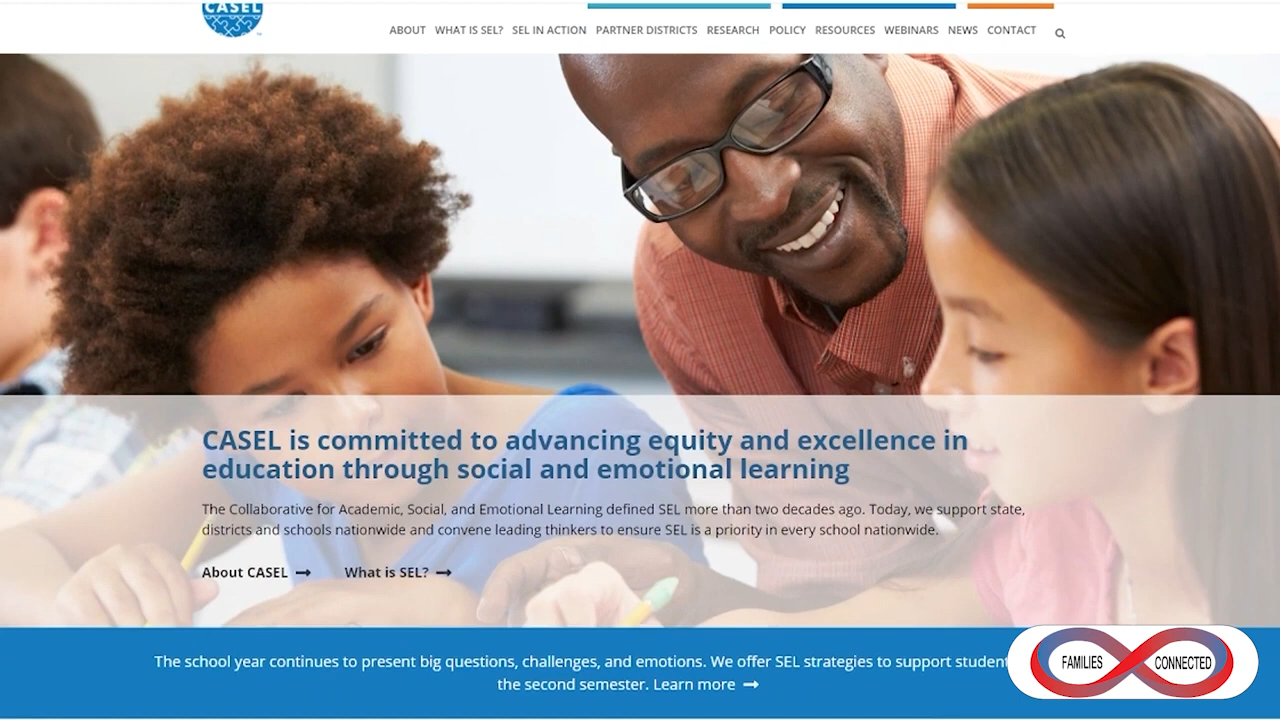 CASEL
ABOUT WHAT IS SEL? SEL IN ACTION PARTNER DISTRICTS RESEARCH POLICY RESOURCES WEBINARS NEWS CONTACT
CASEL is committed to advancing equity and excellence in
education through social and emotional learning
The Collaborative for Academic, Social, and Emotional Learning defined SEL more than two decades ago. Today, we support state,
districts and schools nationwide and convene leading thinkers to ensure SEL is a priority in every school nationwide.
About CASEL What is SEL?
The school year continues to present big questions, challenges, and emotions. We offer SEL strategies to support student
the second semester. Learn more
FAMILIES CONNECTED